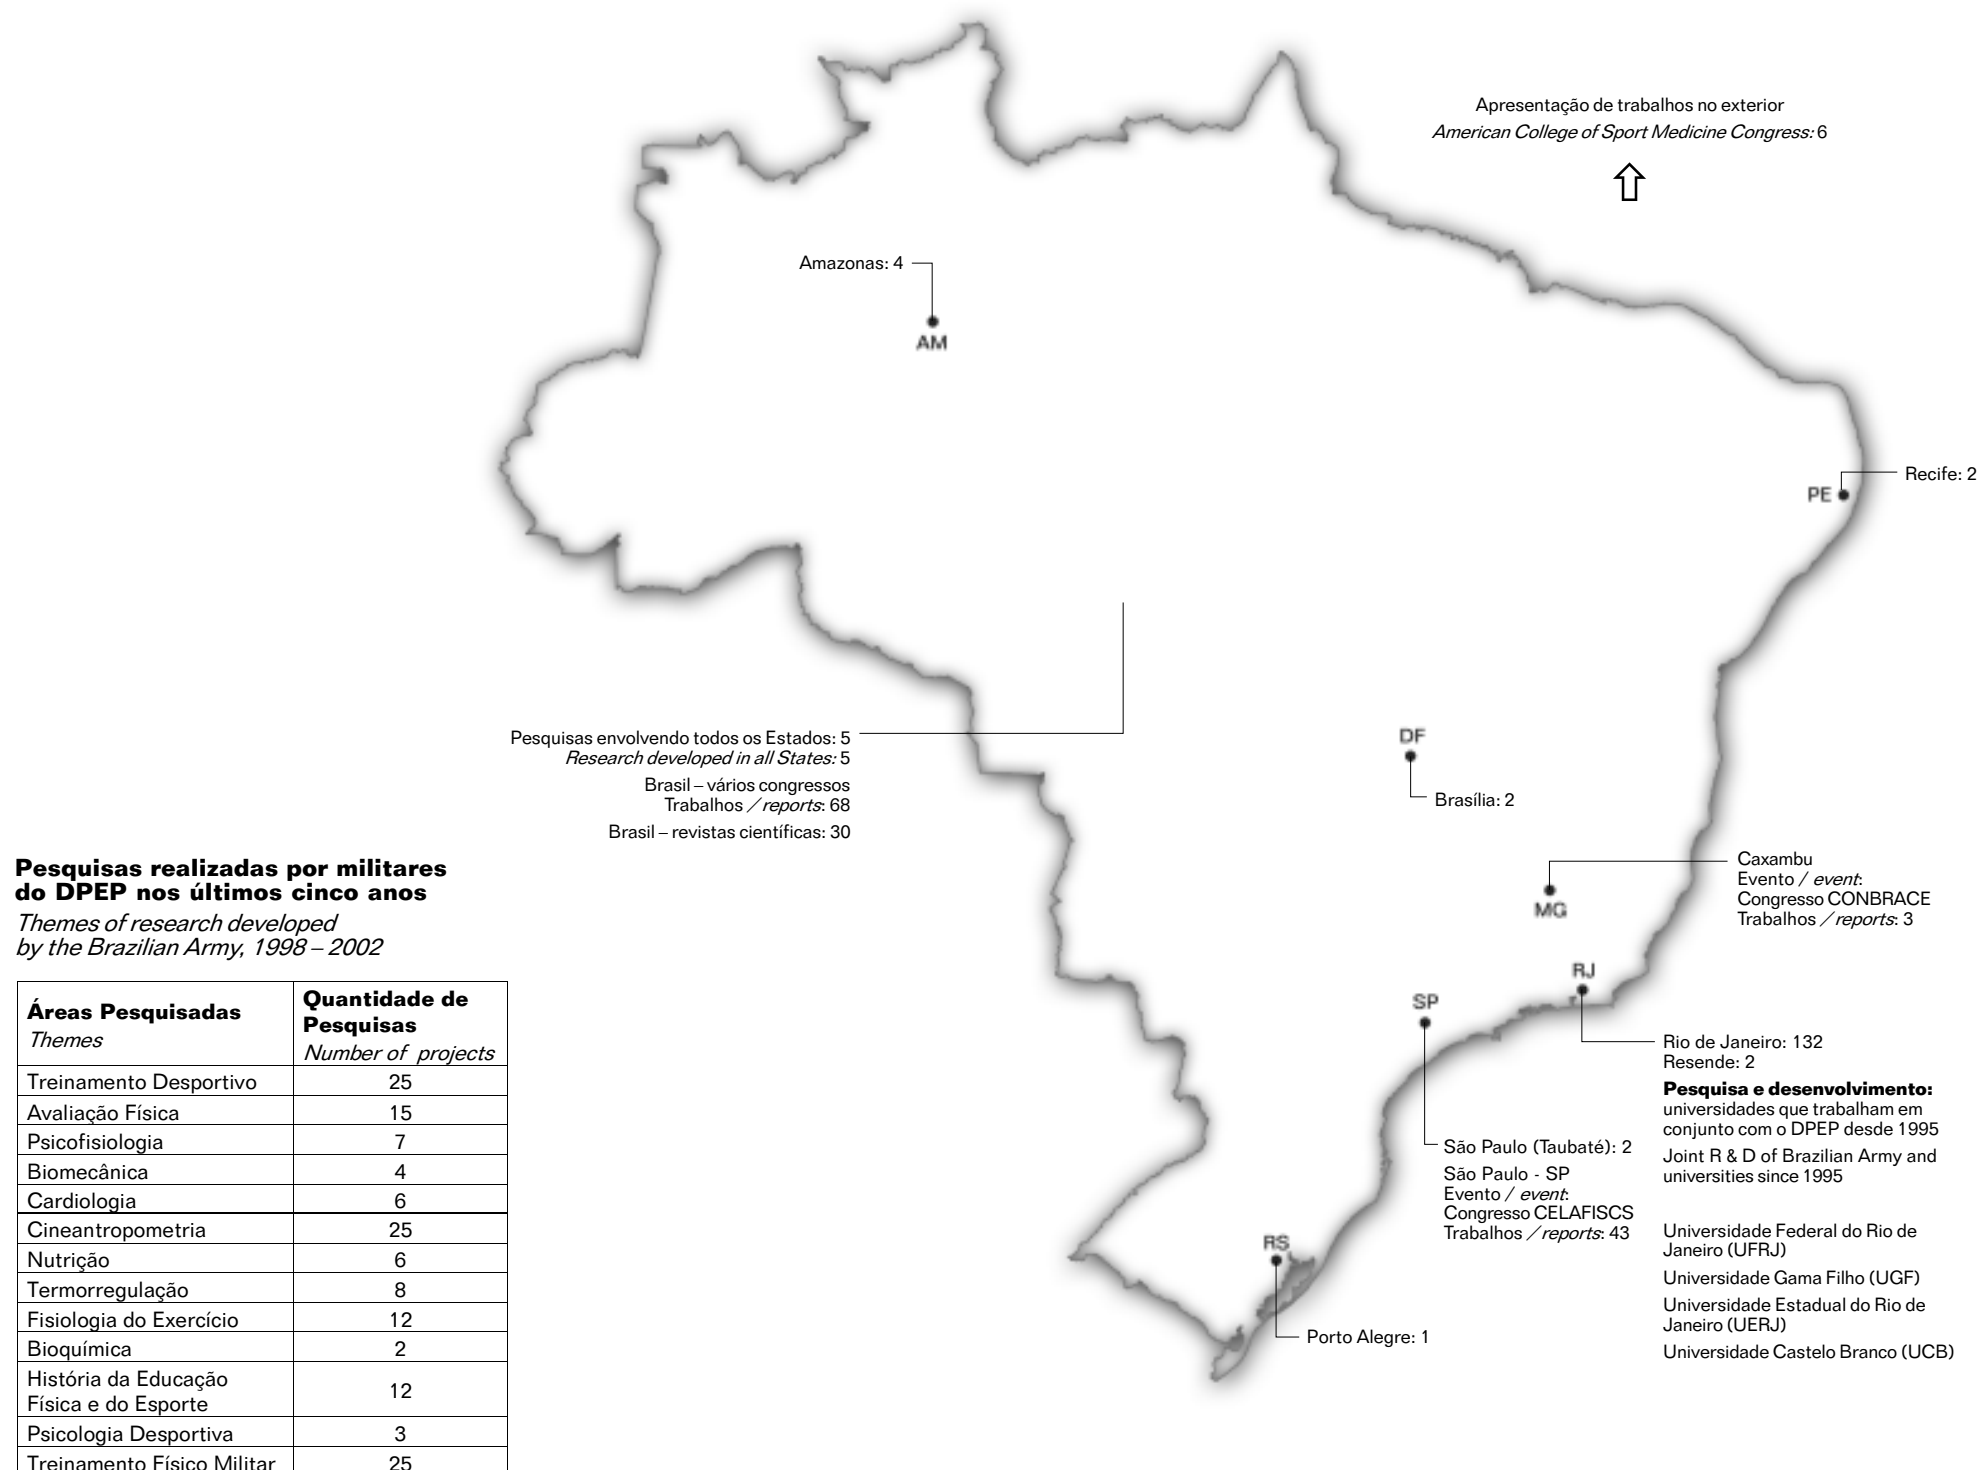 Apresentação de trabalhos no exterior
American College of Sport Medicine Congress: 6
Amazonas: 4
AM
Recife: 2
PE
Pesquisas envolvendo todos os Estados: 5
Research developed in all States: 5
Brasil – vários congressos
Trabalhos / reports: 68
Brasil – revistas científicas: 30
DF
Brasília: 2
Caxambu
Evento / event:
Congresso CONBRACE
Trabalhos / reports: 3
MG
RJ
Rio de Janeiro: 132
Resende: 2
Pesquisa e desenvolvimento:
universidades que trabalham em
conjunto com o DPEP desde 1995
Joint R & D of Brazilian Army and
universities since 1995
Universidade Federal do Rio de
Janeiro (UFRJ)
Universidade Gama Filho (UGF)
Universidade Estadual do Rio de
Janeiro (UERJ)
Universidade Castelo Branco (UCB)
SP
São Paulo (Taubaté): 2
São Paulo - SP
Evento / event:
Congresso CELAFISCS
Trabalhos / reports: 43
RS
Porto Alegre: 1
Pesquisas realizadas por militares
do DPEP nos últimos cinco anos
Themes of research developed
by the Brazilian Army, 1998 – 2002
Áreas Pesquisadas
Themes
Quantidade de
Pesquisas
Number of projects
Treinamento Desportivo 25
Avaliação Física 15
Psicofisiologia 7
Biomecânica 4
Cardiologia 6
Cineantropometria 25
Nutrição 6
Termorregulação 8
Fisiologia do Exercício 12
Bioquímica 2
História da Educação
Física e do Esporte 12
Psicologia Desportiva 3
Treinamento Físico Militar 25